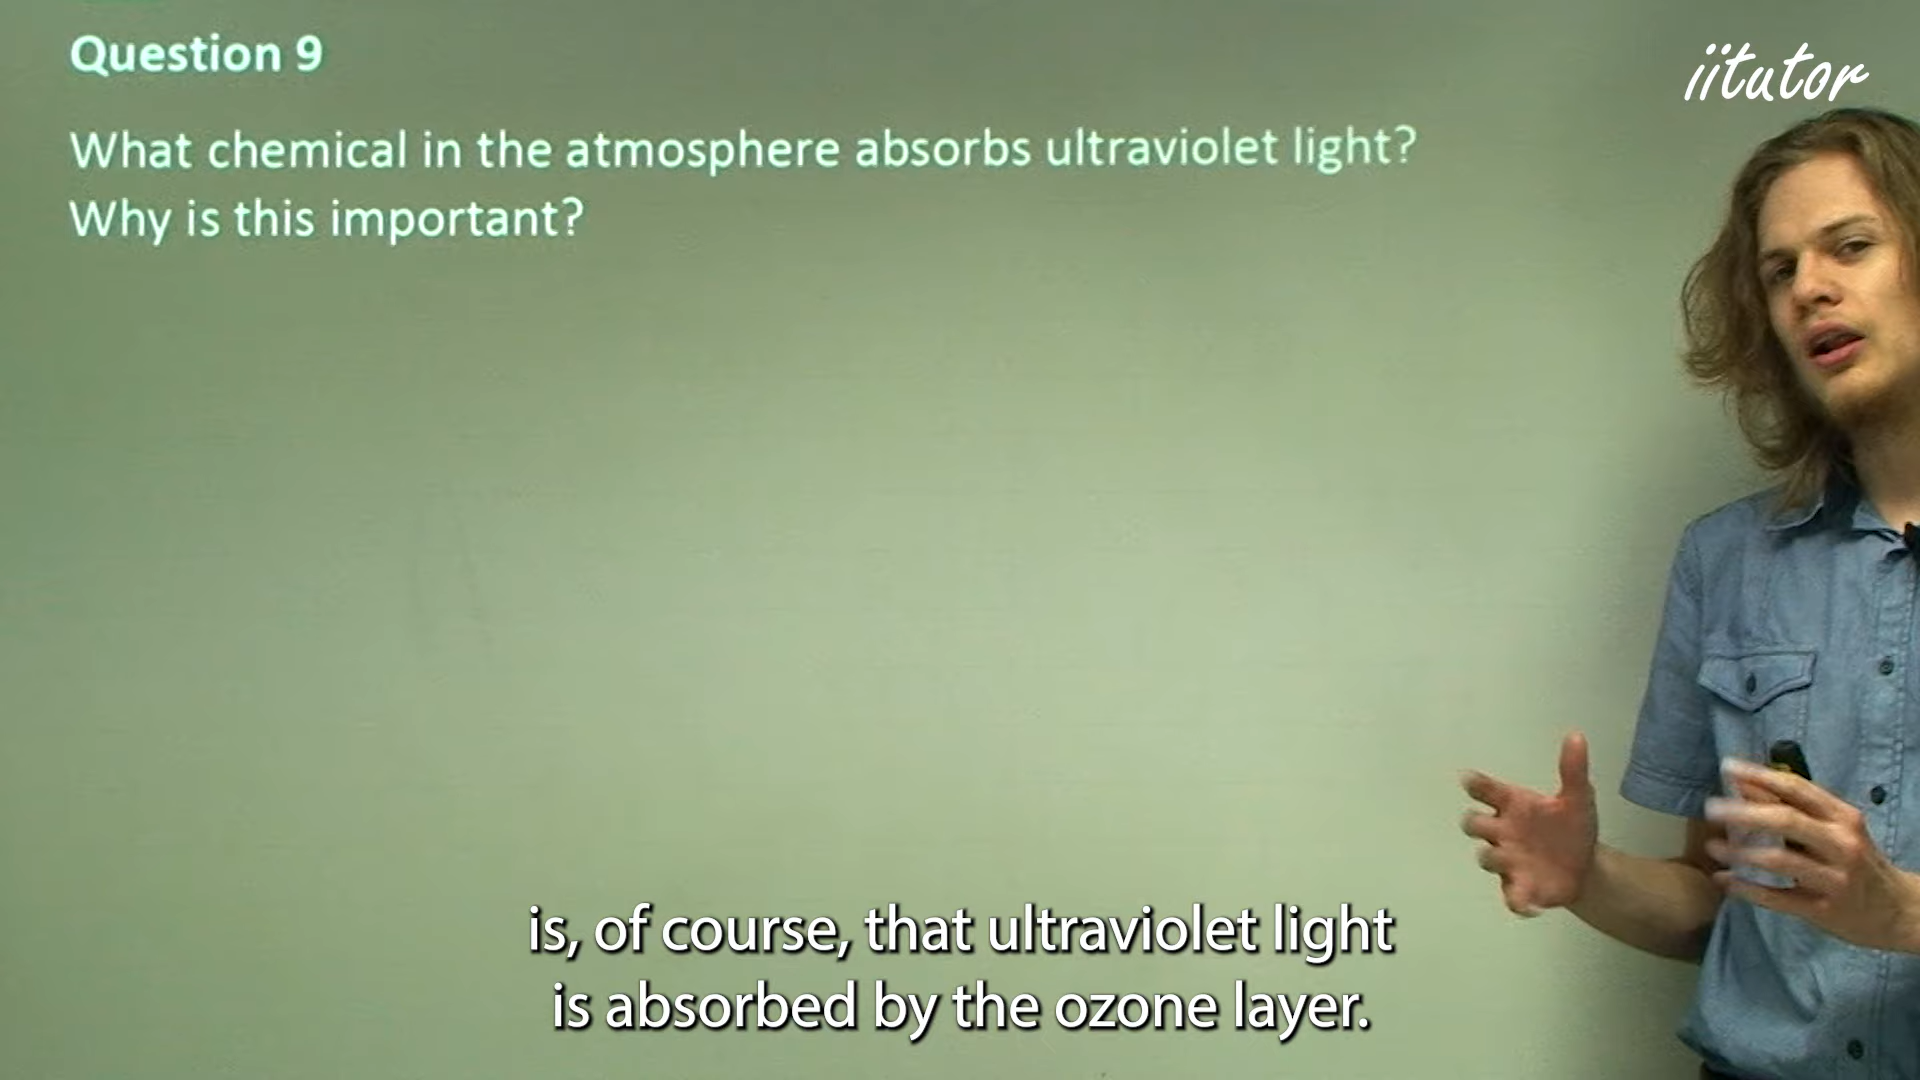 Question 9
iitutor
What chemical in the atmosphere absorbs ultraviolet light?
Why is this important?
is, of course, that ultraviolet light
is absorbed by the ozone layer.